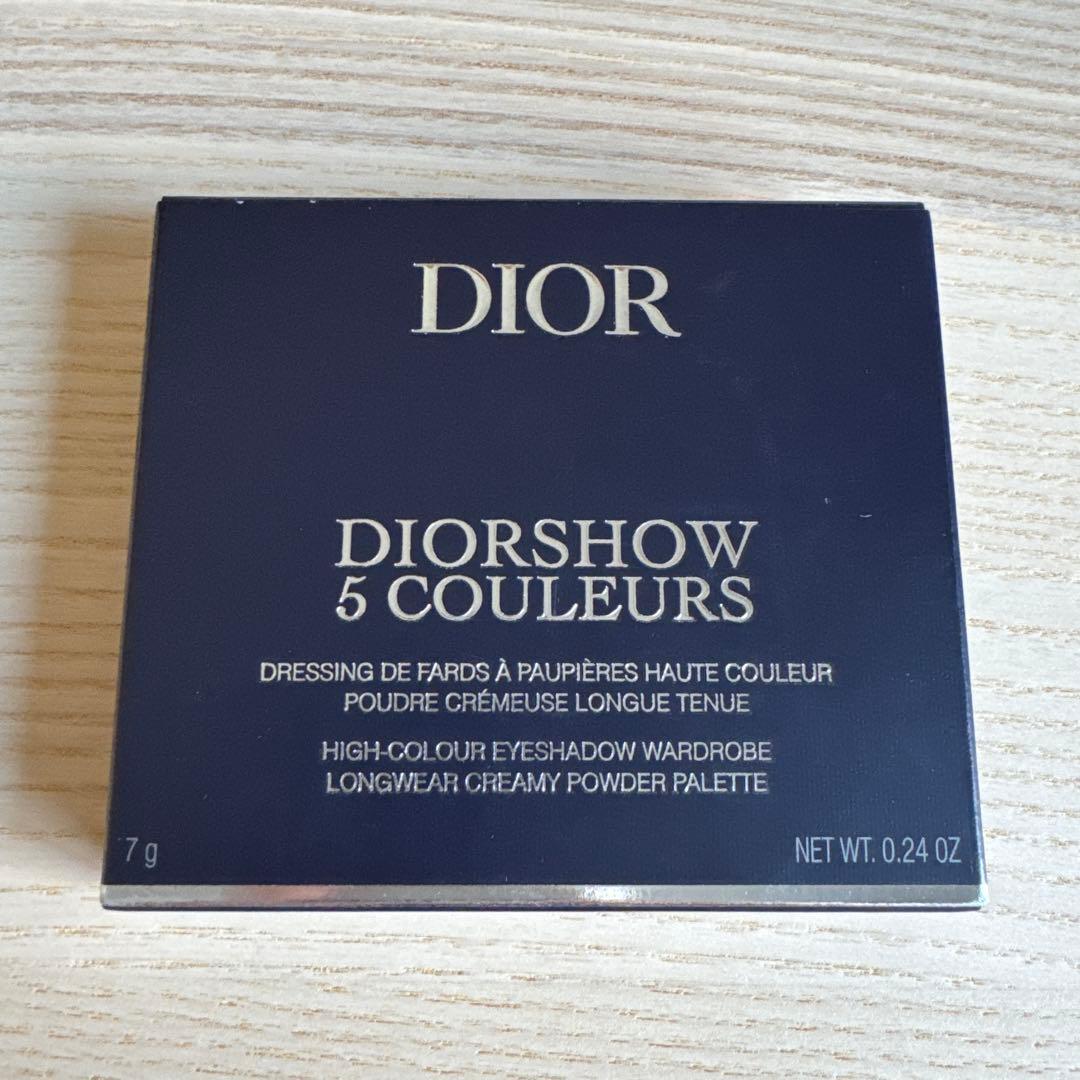 DIOR
DIORSHOW
5 COULEURS
DRESSING DE FARDS À PAUPIÈRES HAUTE COULEUR
POUDRE CRÉMEUSE LONGUE TENUE
HIGH-COLOUR EYESHADOW WARDROBE
LONGWEAR CREAMY POWDER PALETTE
7 g
NET WT. 0.24 OZ